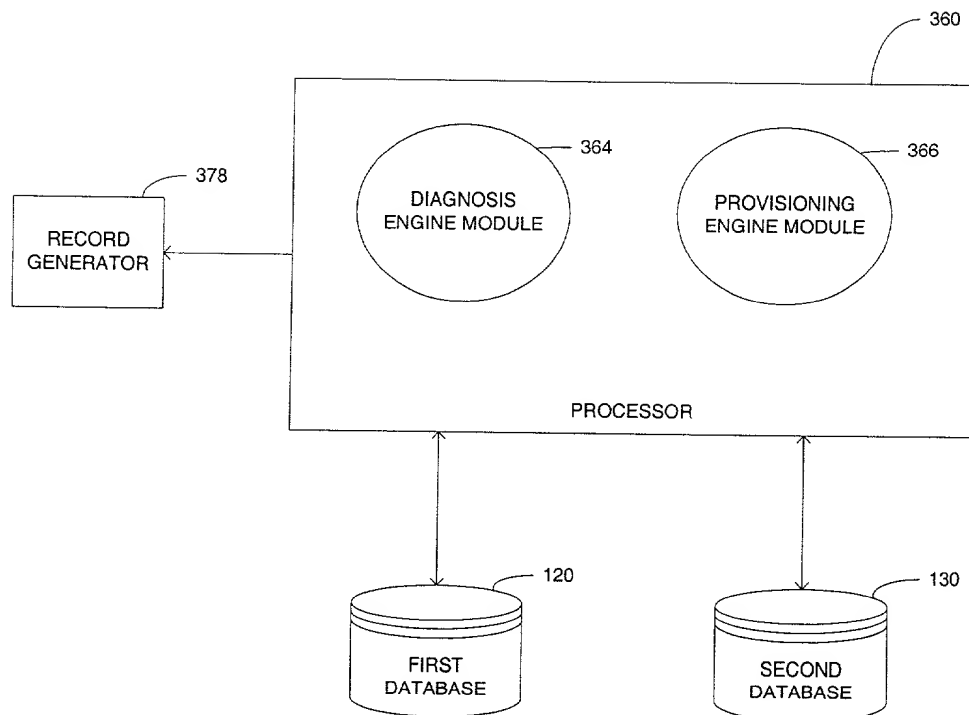 360
364
366
378
DIAGNOSIS
ENGINE MODULE
PROVISIONING
ENGINE MODULE
RECORD
GENERATOR
PROCESSOR
120
130
FIRST
DATABASE
SECOND
DATABASE